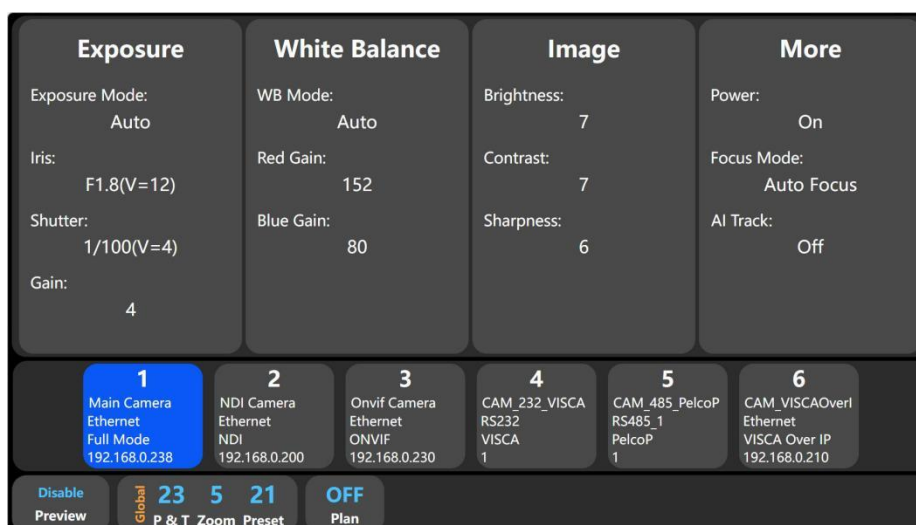 Exposure
Exposure Mode:
Auto
Iris:
F1.8(V=12)
Shutter:
1/100(V=4)
Gain:
4
White Balance
WB Mode:
Auto
Red Gain:
152
Blue Gain:
80
Image
Brightness:
7
Contrast:
7
Sharpness:
6
More
Power:
On
Focus Mode:
Auto Focus
AI Track:
Off
1
Main Camera
Ethernet
Full Mode
192.168.0.238
2
NDI Camera
Ethernet
NDI
192.168.0.200
3
Onvif Camera
Ethernet
ONVIF
192.168.0.230
4
CAM_232_VISCA
RS232
VISCA
1
5
CAM_485_PelcoP
RS485_1
PelcoP
1
6
CAM_VISCAOverI
Ethernet
VISCA Over IP
192.168.0.210
Disable
Preview
Global
23 5 21
P & T Zoom Preset
OFF
Plan